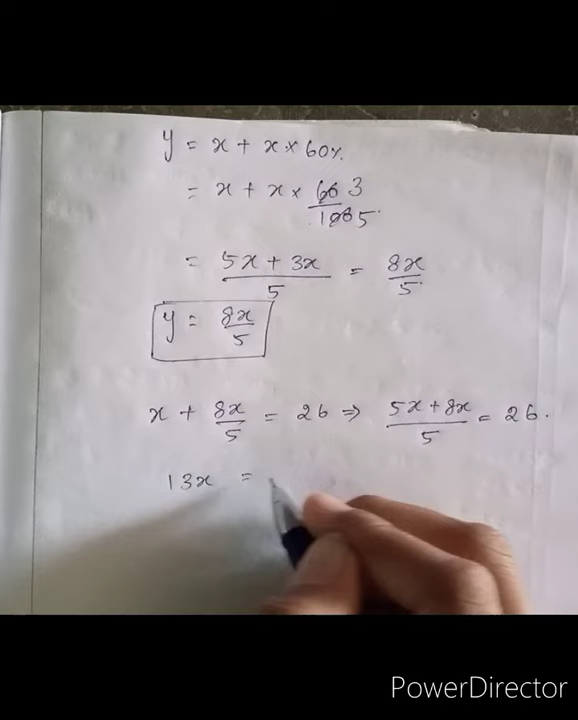 y = x + x × 60%.
= x + x × 60 3 / 100 5.
= 5x + 3x / 5 = 8x / 5.
y = 8x / 5
x + 8x / 5 = 26 ⇒ 5x + 8x / 5 = 26.
13x =
PowerDirector